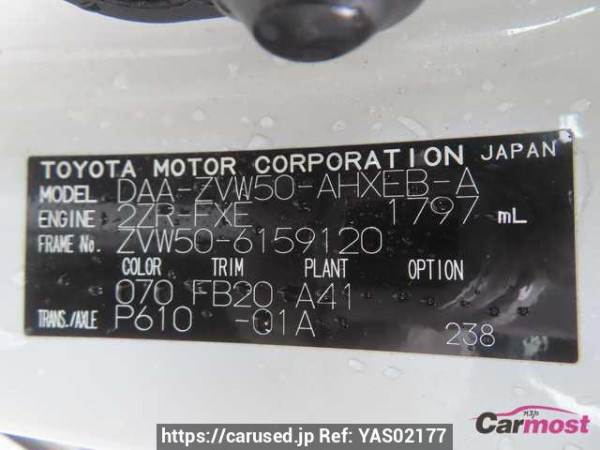 TOYOTA MOTOR CORPORATION JAPAN
MODEL DAA-ZVW50-AHXEB-A
ENGINE 2ZR-FXE 1797 mL
FRAME No. ZVW50-6159120
COLOR TRIM PLANT OPTION
070 FB20 A41
TRANS./AXLE P610 -01A
238
Carmost
https://carused.jp Ref: YAS02177